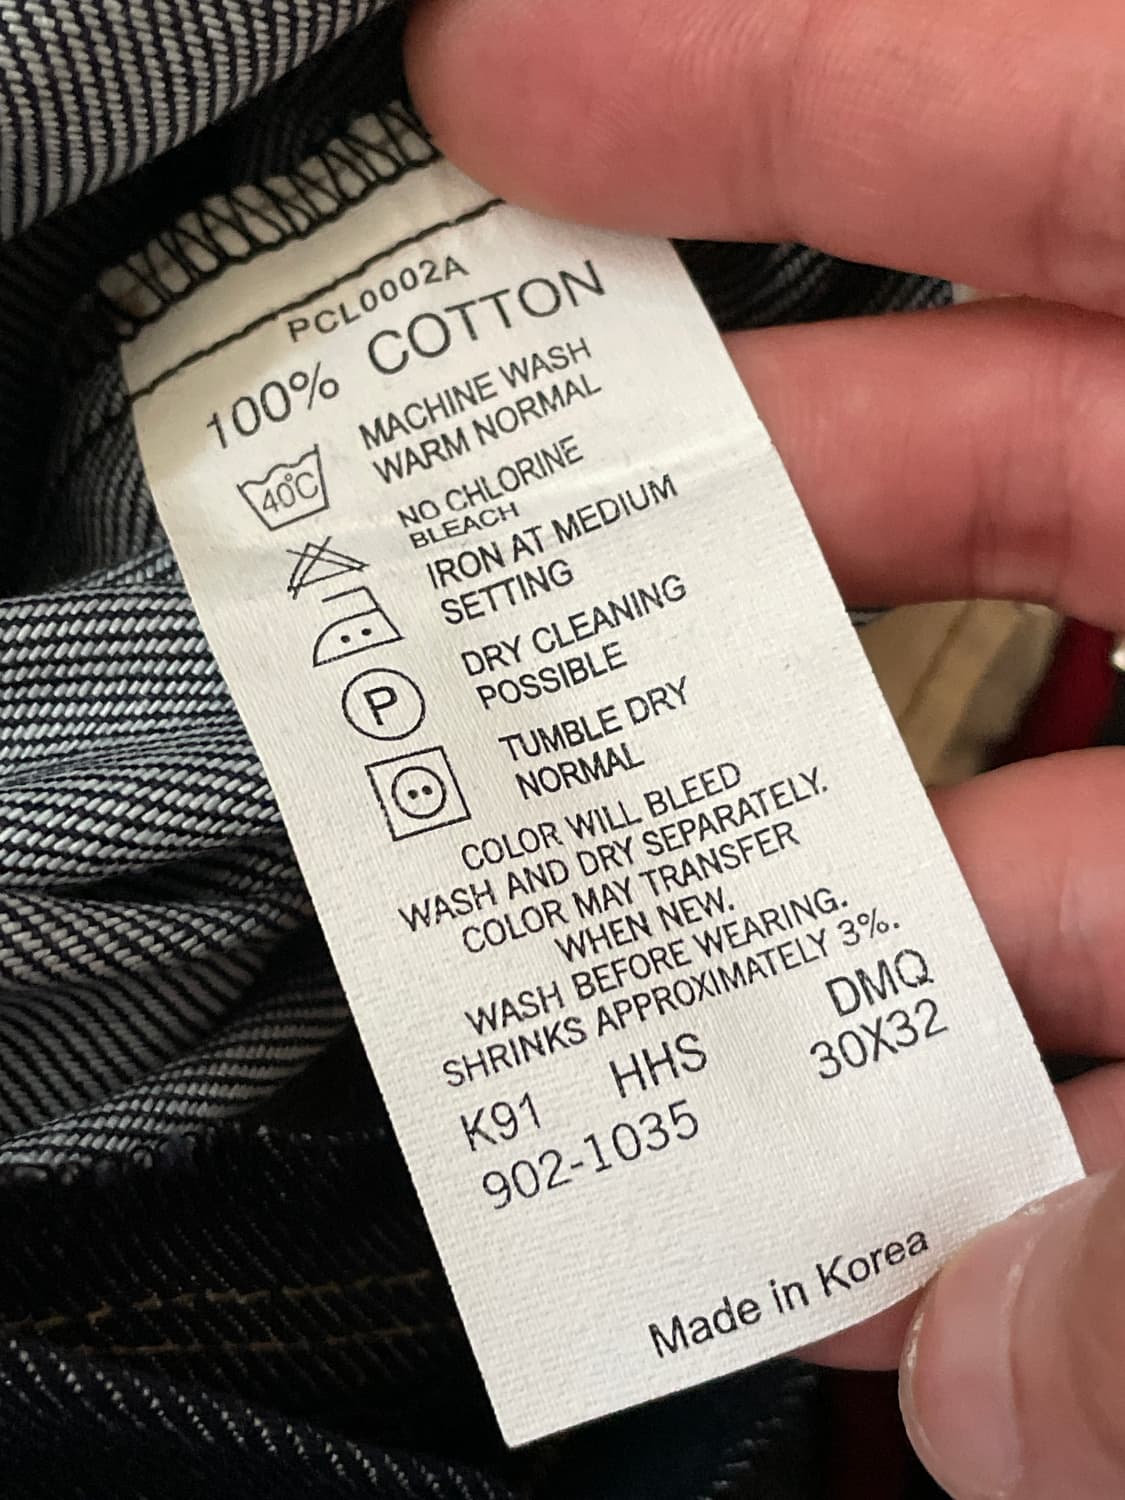 PCL0002A
100% COTTON
40°C
MACHINE WASH
WARM NORMAL
NO CHLORINE
BLEACH
IRON AT MEDIUM
SETTING
P
DRY CLEANING
POSSIBLE
TUMBLE DRY
NORMAL
COLOR WILL BLEED
WASH AND DRY SEPARATELY.
COLOR MAY TRANSFER
WHEN NEW.
WASH BEFORE WEARING.
SHRINKS APPROXIMATELY 3%.
K91 HHS DMQ
902-1035 30X32
Made in Korea